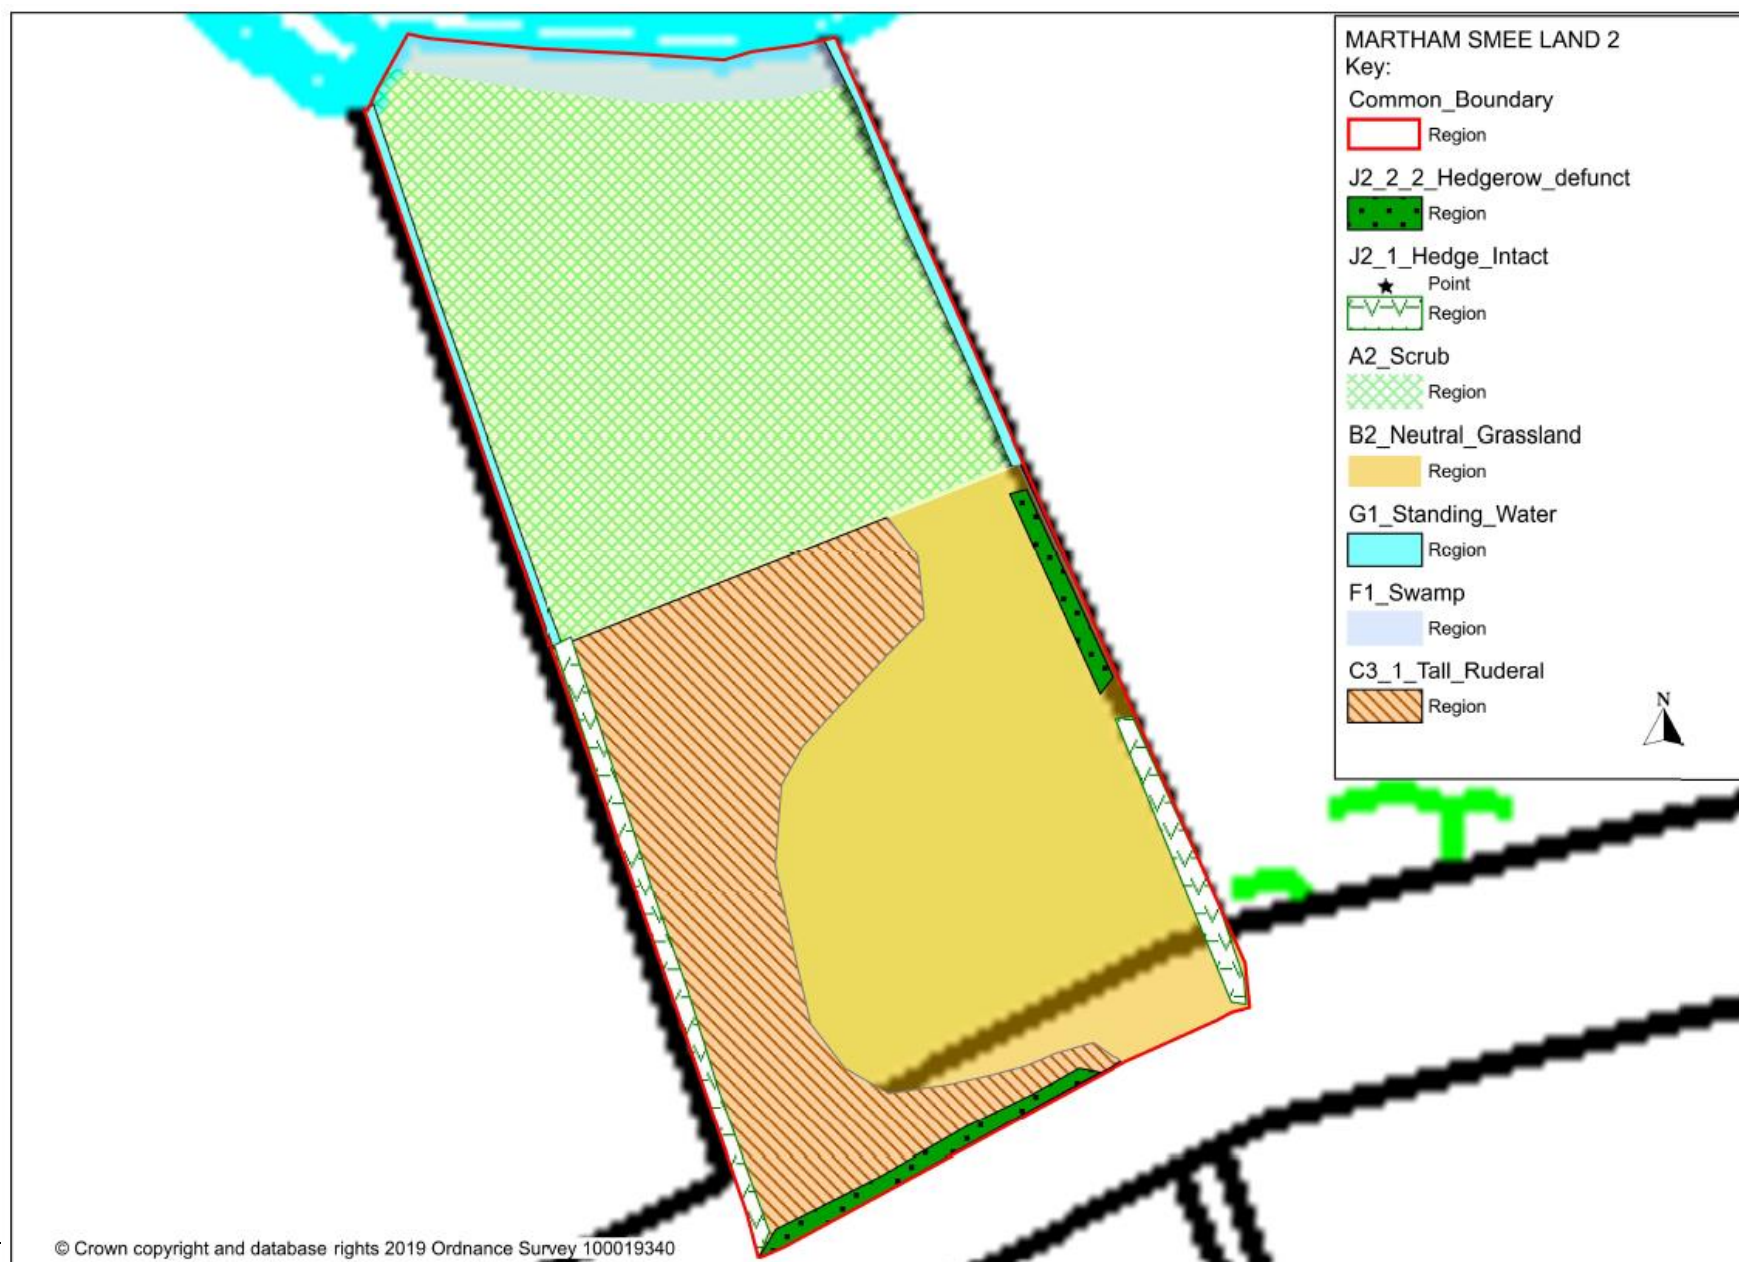 MARTHAM SMEE LAND 2
Key:
Common_Boundary
Region
J2_2_2_Hedgerow_defunct
Region
J2_1_Hedge_Intact
Point
Region
A2_Scrub
Region
B2_Neutral_Grassland
Region
G1_Standing_Water
Region
F1_Swamp
Region
C3_1_Tall_Ruderal
Region
N
© Crown copyright and database rights 2019 Ordnance Survey 100019340